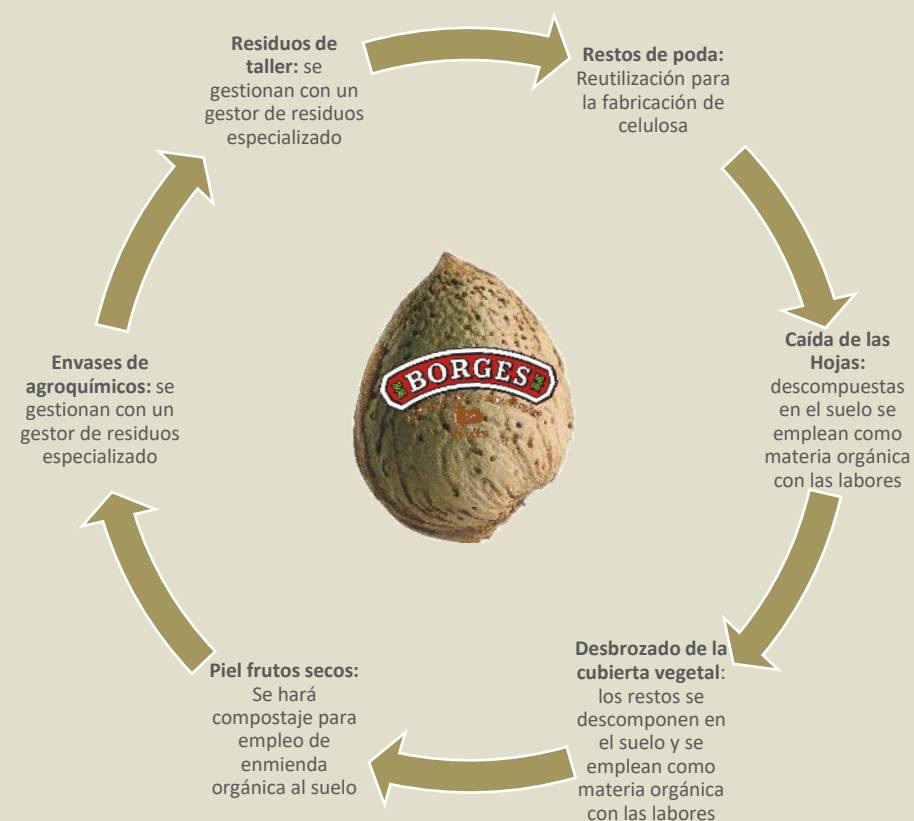 Residuos de
taller: se
gestionan con un
gestor de residuos
especializado
Restos de poda:
Reutilización para
la fabricación de
celulosa
Caída de las
Hojas:
descompuestas
en el suelo se
emplean como
materia orgánica
con las labores
Desbrozado de la
cubierta vegetal:
los restos se
descomponen en
el suelo y se
emplean como
materia orgánica
con las labores
Piel frutos secos:
Se hará
compostaje para
empleo de
enmienda
orgánica al suelo
Envases de
agroquímicos: se
gestionan con un
gestor de residuos
especializado
BORGES